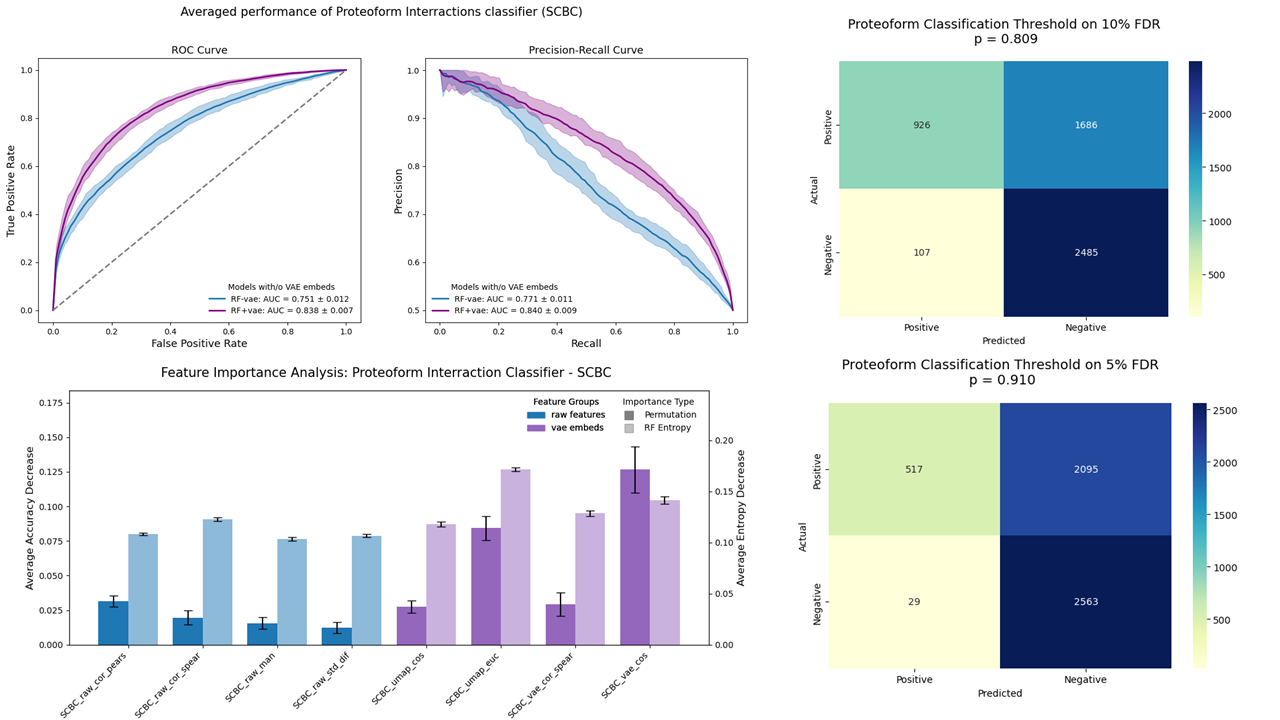 Averaged performance of Proteoform Interractions classifier (SCBC)
ROC Curve
True Positive Rate
1.0
0.8
0.6
0.4
0.2
0.0
Models with/o VAE embeds
RF-vae: AUC = 0.751 ± 0.012
RF+vae: AUC = 0.838 ± 0.007
0.0 0.2 0.4 0.6 0.8 1.0
False Positive Rate
Precision-Recall Curve
Precision
1.0
0.9
0.8
0.7
0.6
0.5
Models with/o VAE embeds
RF-vae: AUC = 0.771 ± 0.011
RF+vae: AUC = 0.840 ± 0.009
0.0 0.2 0.4 0.6 0.8 1.0
Recall
Proteoform Classification Threshold on 10% FDR
p = 0.809
Actual
Positive
Negative
926 1686
107 2485
Positive Negative
Predicted
2000
1500
1000
500
Feature Importance Analysis: Proteoform Interraction Classifier - SCBC
Average Accuracy Decrease
0.175
0.150
0.125
0.100
0.075
0.050
0.025
0.000
Feature Groups
raw features
vae embeds
Importance Type
Permutation
RF Entropy
0.20
0.15
0.10
0.05
0.00
Average Entropy Decrease
SCBC_raw_cor_pears
SCBC_raw_cor_spear
SCBC_raw_man
SCBC_raw_std_dif
SCBC_umap_cos
SCBC_umap_euc
SCBC_vae_cor_spear
SCBC_vae_cos
Proteoform Classification Threshold on 5% FDR
p = 0.910
Actual
Positive
Negative
517 2095
29 2563
Positive Negative
Predicted
2500
2000
1500
1000
500